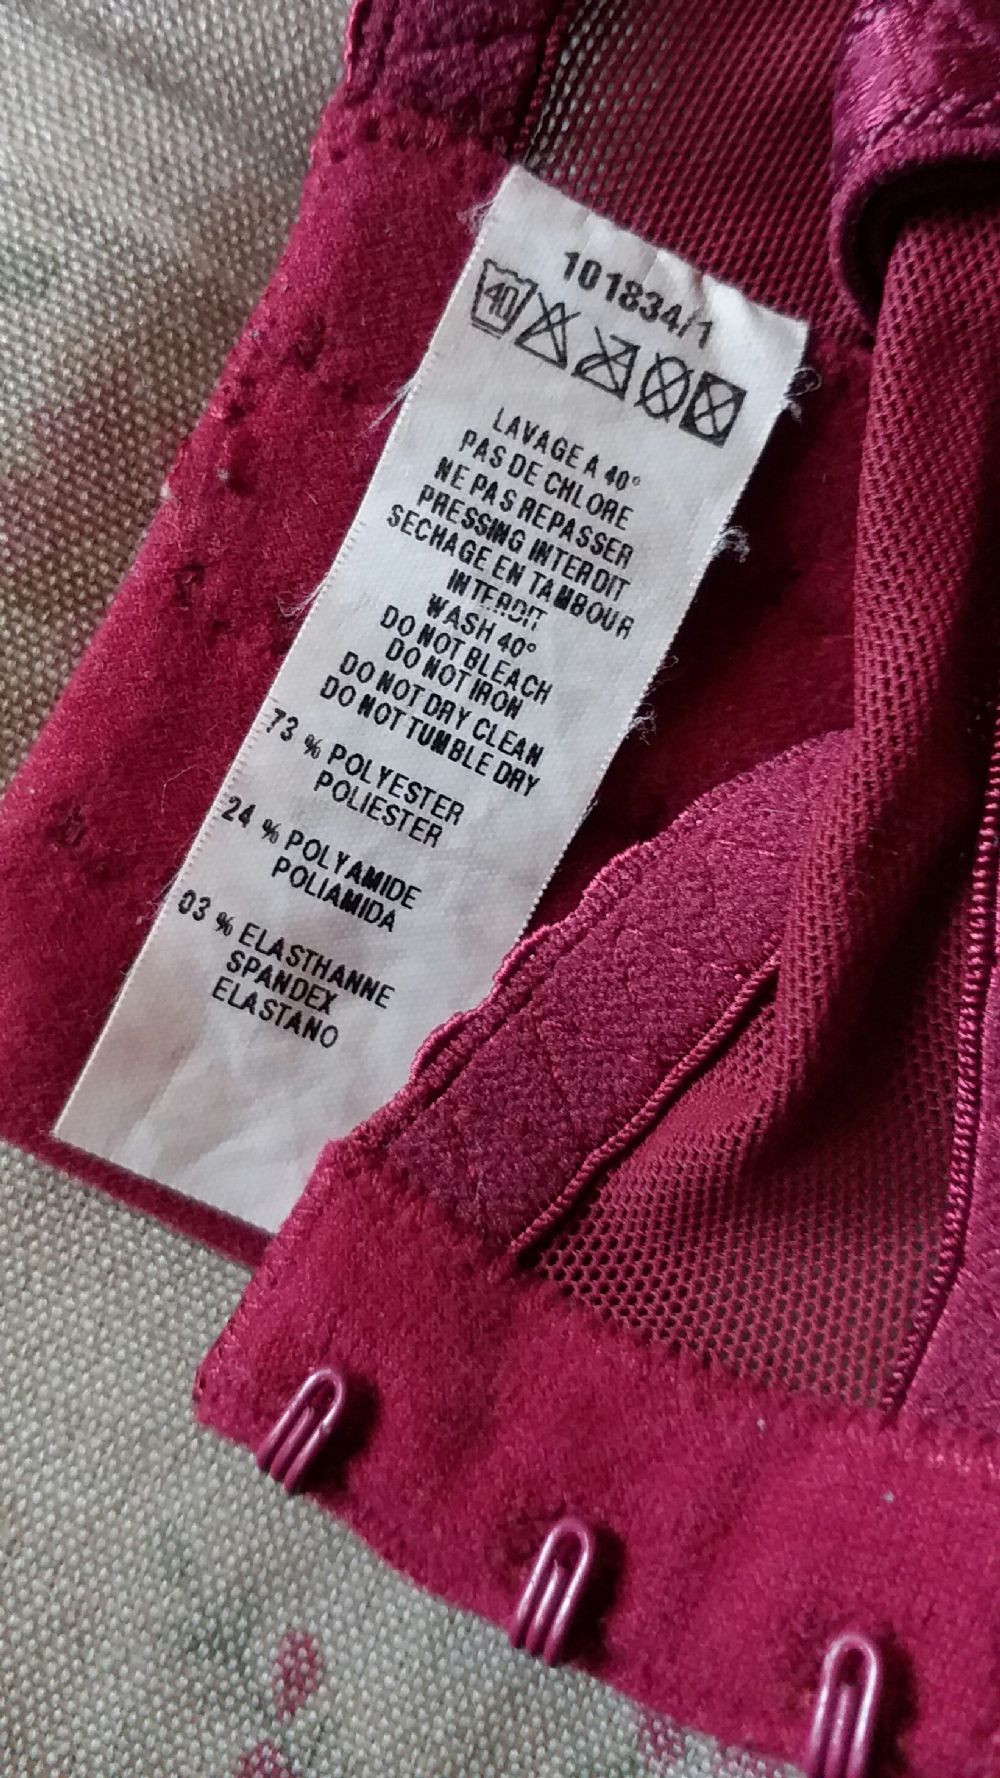 101834/1
40
LAVAGE A 40°
PAS DE CHLORE
NE PAS REPASSER
PRESSING INTERDIT
SECHAGE EN TAMBOUR
INTERDIT
WASH 40°
DO NOT BLEACH
DO NOT IRON
DO NOT DRY CLEAN
DO NOT TUMBLE DRY
73 % POLYESTER
POLIESTER
24 % POLYAMIDE
POLIAMIDA
03 % ELASTHANNE
SPANDEX
ELASTANO